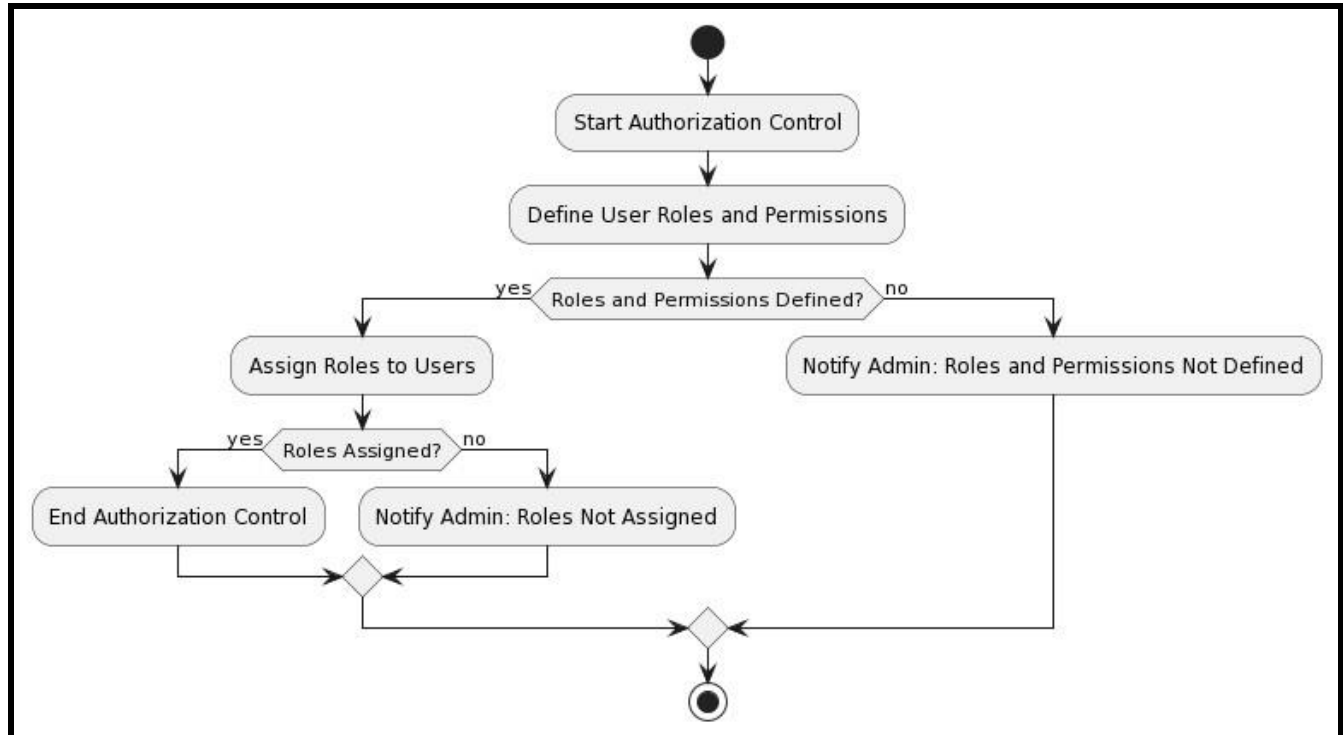 Start Authorization Control
Define User Roles and Permissions
yes
Roles and Permissions Defined?
no
Assign Roles to Users
Notify Admin: Roles and Permissions Not Defined
yes
Roles Assigned?
no
End Authorization Control
Notify Admin: Roles Not Assigned